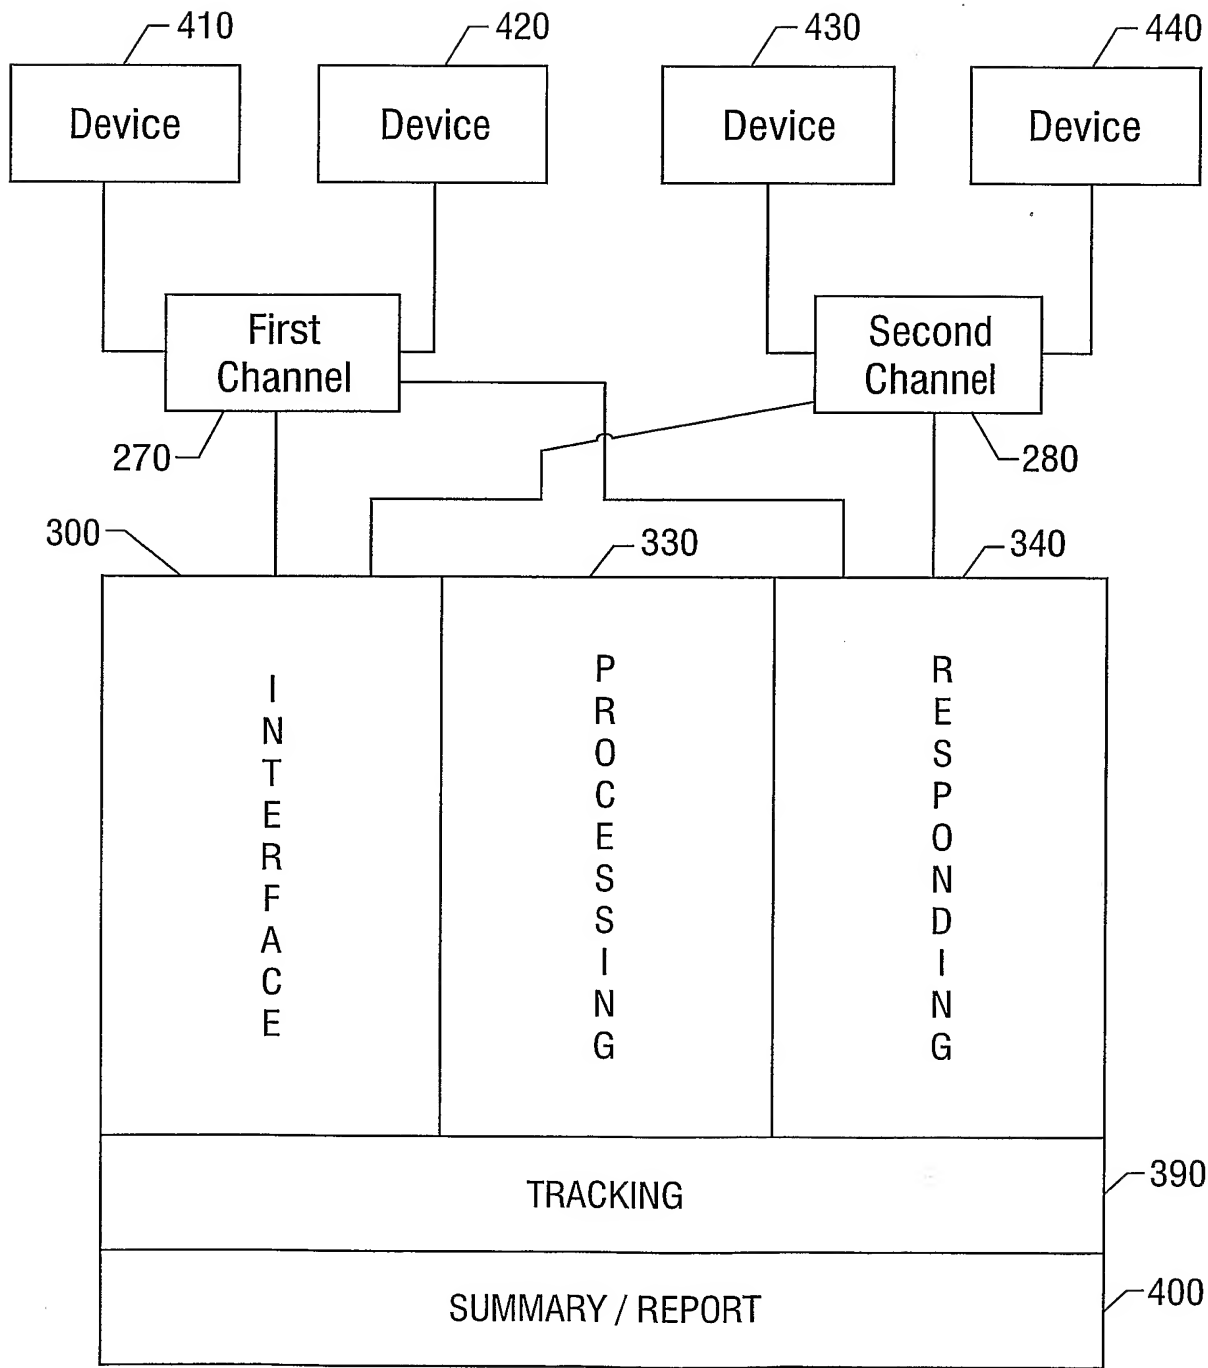 410
420
430
440
Device
Device
Device
Device
First
Channel
Second
Channel
270
280
300
330
340
INTERFACE
PROCESSING
RESPONDING
TRACKING
390
SUMMARY / REPORT
400